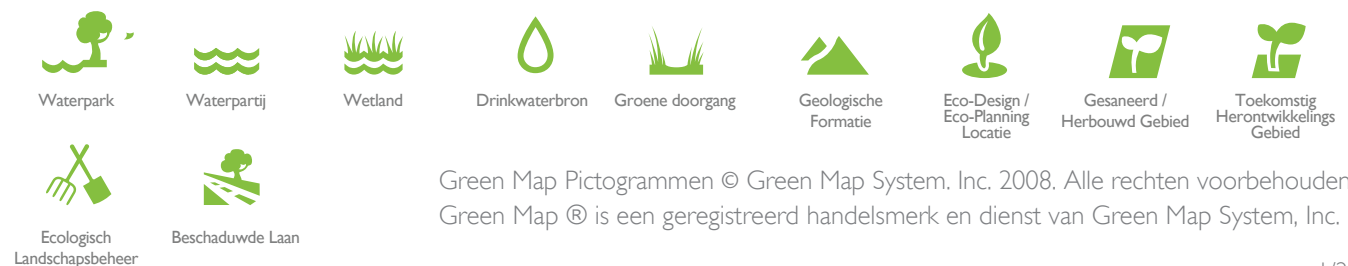 Waterpark
Waterpartij
Wetland
Drinkwaterbron
Groene doorgang
Geologische
Formatie
Eco-Design /
Eco-Planning
Locatie
Gesaneerd /
Herbouwd Gebied
Toekomstig
Herontwikkelings
Gebied
Ecologisch
Landschapsbeheer
Beschaduwde Laan
Green Map Pictogrammen © Green Map System. Inc. 2008. Alle rechten voorbehouden
Green Map ® is een geregistreerd handelsmerk en dienst van Green Map System, Inc.